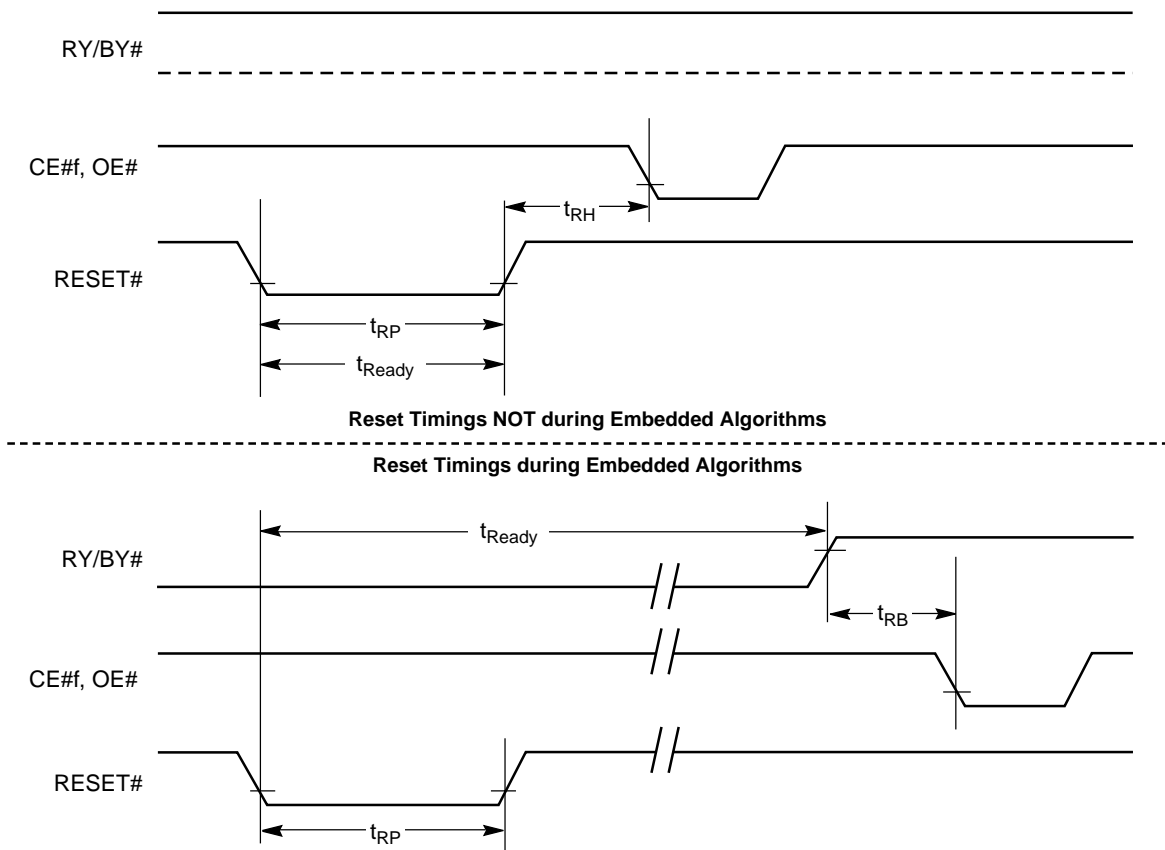 RY/BY#
CE#f, OE#
tRH
RESET#
tRP
tReady
Reset Timings NOT during Embedded Algorithms
Reset Timings during Embedded Algorithms
tReady
RY/BY#
tRB
CE#f, OE#
RESET#
tRP